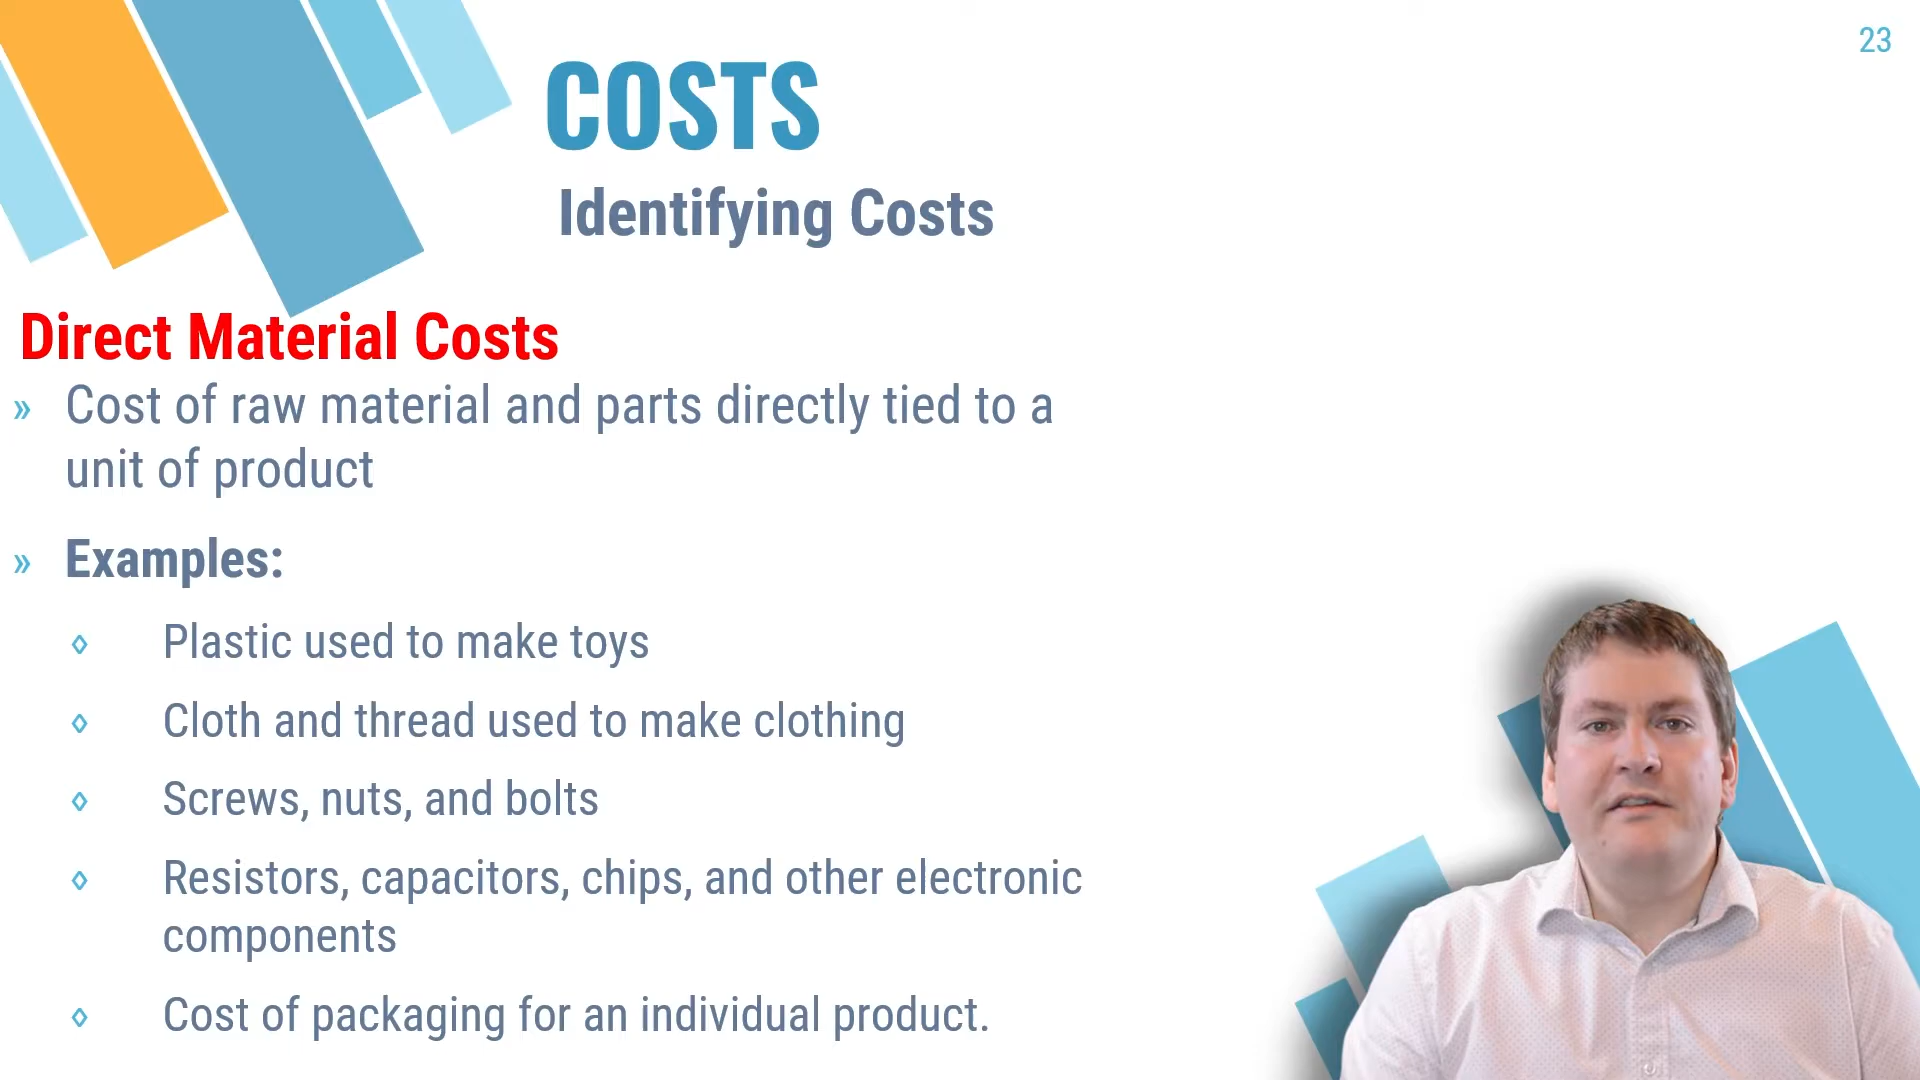 23
COSTS
Identifying Costs
Direct Material Costs
» Cost of raw material and parts directly tied to a
unit of product
» Examples:
◊ Plastic used to make toys
◊ Cloth and thread used to make clothing
◊ Screws, nuts, and bolts
◊ Resistors, capacitors, chips, and other electronic
components
◊ Cost of packaging for an individual product.